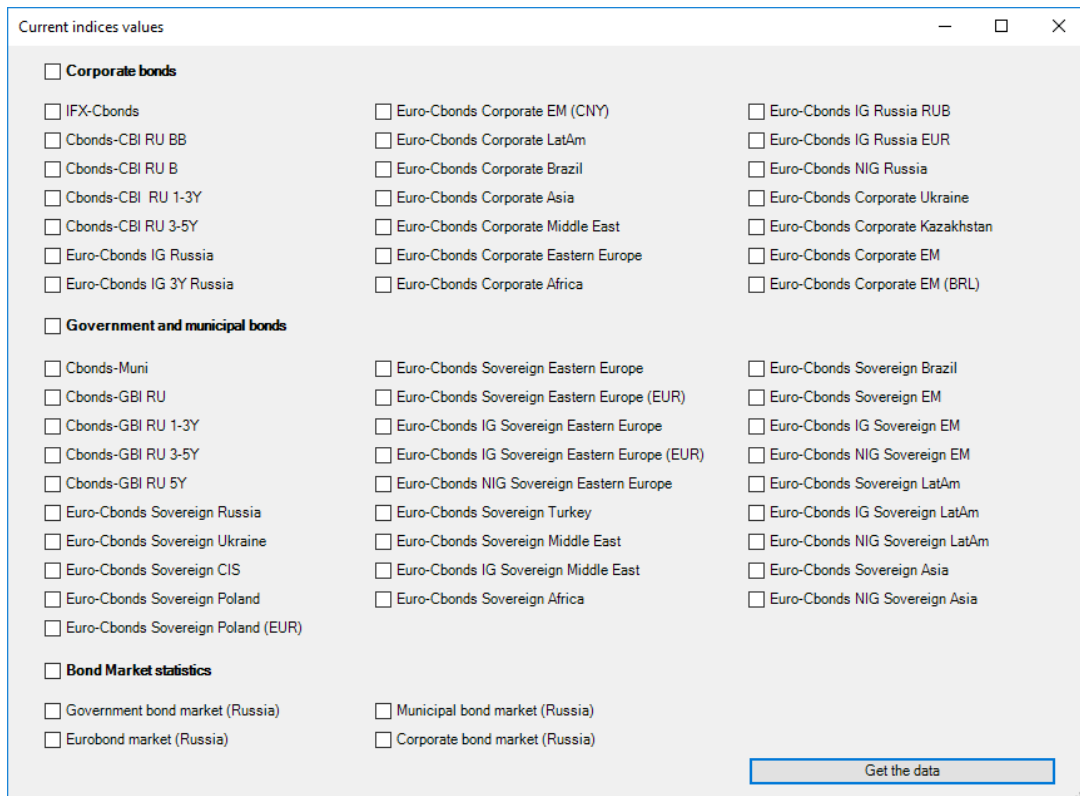 Current indices values
Corporate bonds
IFX-Cbonds
Cbonds-CBI RU BB
Cbonds-CBI RU B
Cbonds-CBI  RU 1-3Y
Cbonds-CBI RU 3-5Y
Euro-Cbonds IG Russia
Euro-Cbonds IG 3Y Russia
Euro-Cbonds Corporate EM (CNY)
Euro-Cbonds Corporate LatAm
Euro-Cbonds Corporate Brazil
Euro-Cbonds Corporate Asia
Euro-Cbonds Corporate Middle East
Euro-Cbonds Corporate Eastern Europe
Euro-Cbonds Corporate Africa
Euro-Cbonds IG Russia RUB
Euro-Cbonds IG Russia EUR
Euro-Cbonds NIG Russia
Euro-Cbonds Corporate Ukraine
Euro-Cbonds Corporate Kazakhstan
Euro-Cbonds Corporate EM
Euro-Cbonds Corporate EM (BRL)
Government and municipal bonds
Cbonds-Muni
Cbonds-GBI RU
Cbonds-GBI RU 1-3Y
Cbonds-GBI RU 3-5Y
Cbonds-GBI RU 5Y
Euro-Cbonds Sovereign Russia
Euro-Cbonds Sovereign Ukraine
Euro-Cbonds Sovereign CIS
Euro-Cbonds Sovereign Poland
Euro-Cbonds Sovereign Poland (EUR)
Euro-Cbonds Sovereign Eastern Europe
Euro-Cbonds Sovereign Eastern Europe (EUR)
Euro-Cbonds IG Sovereign Eastern Europe
Euro-Cbonds IG Sovereign Eastern Europe (EUR)
Euro-Cbonds NIG Sovereign Eastern Europe
Euro-Cbonds Sovereign Turkey
Euro-Cbonds Sovereign Middle East
Euro-Cbonds IG Sovereign Middle East
Euro-Cbonds Sovereign Africa
Euro-Cbonds Sovereign Brazil
Euro-Cbonds Sovereign EM
Euro-Cbonds IG Sovereign EM
Euro-Cbonds NIG Sovereign EM
Euro-Cbonds Sovereign LatAm
Euro-Cbonds IG Sovereign LatAm
Euro-Cbonds NIG Sovereign LatAm
Euro-Cbonds Sovereign Asia
Euro-Cbonds NIG Sovereign Asia
Bond Market statistics
Government bond market (Russia)
Eurobond market (Russia)
Municipal bond market (Russia)
Corporate bond market (Russia)
Get the data